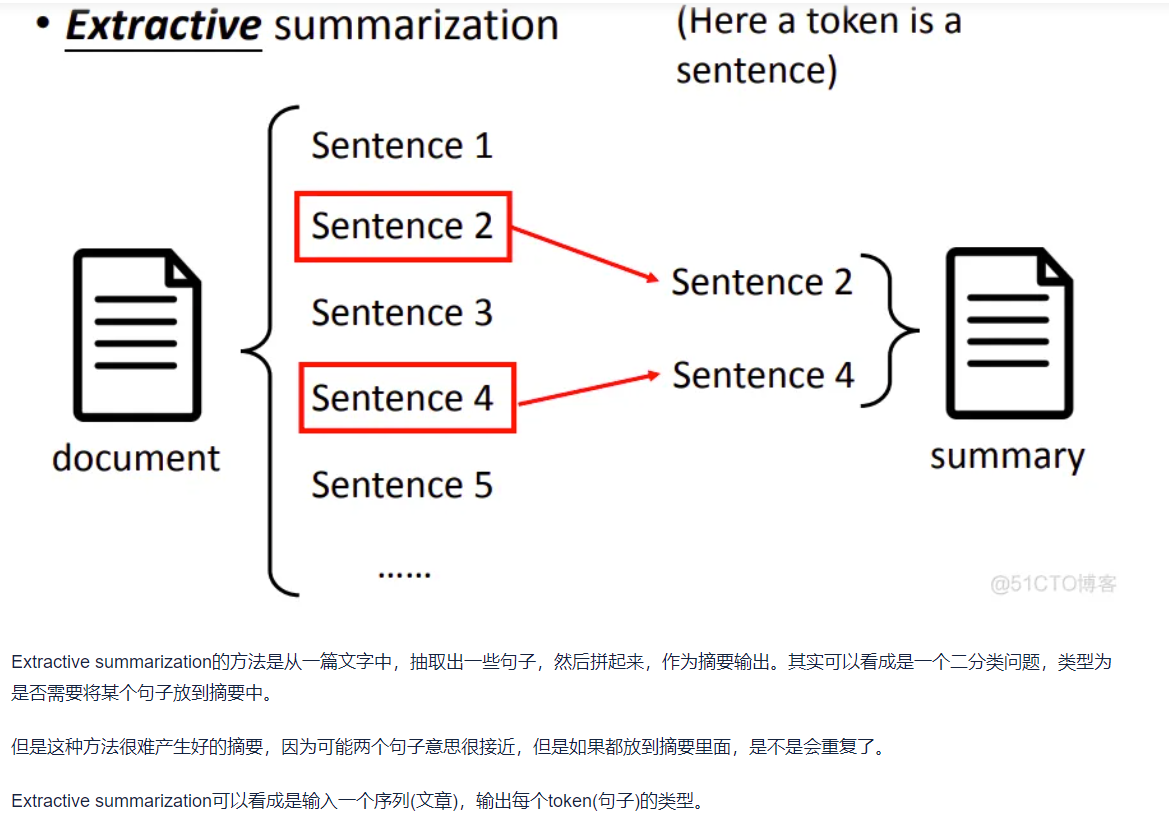 • Extractive summarization
(Here a token is a
sentence)
Sentence 1
Sentence 2
Sentence 3
Sentence 4
Sentence 5
......
Sentence 2
Sentence 4
document
summary
@51CTO博客
Extractive summarization的方法是从一篇文字中，抽取出一些句子，然后拼起来，作为摘要输出。其实可以看成是一个二分类问题，类型为
是否需要将某个句子放到摘要中。
但是这种方法很难产生好的摘要，因为可能两个句子意思很接近，但是如果都放到摘要里面，是不是会重复了。
Extractive summarization可以看成是输入一个序列(文章)，输出每个token(句子)的类型。